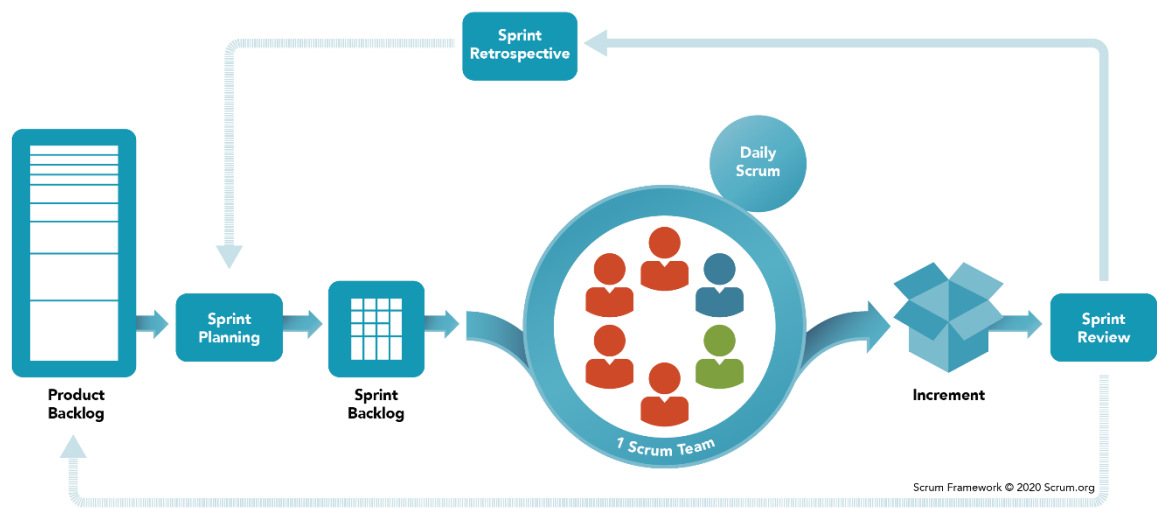 Sprint
Retrospective
Daily
Scrum
Sprint
Planning
Sprint
Review
Product
Backlog
Sprint
Backlog
Increment
1 Scrum Team
Scrum Framework © 2020 Scrum.org